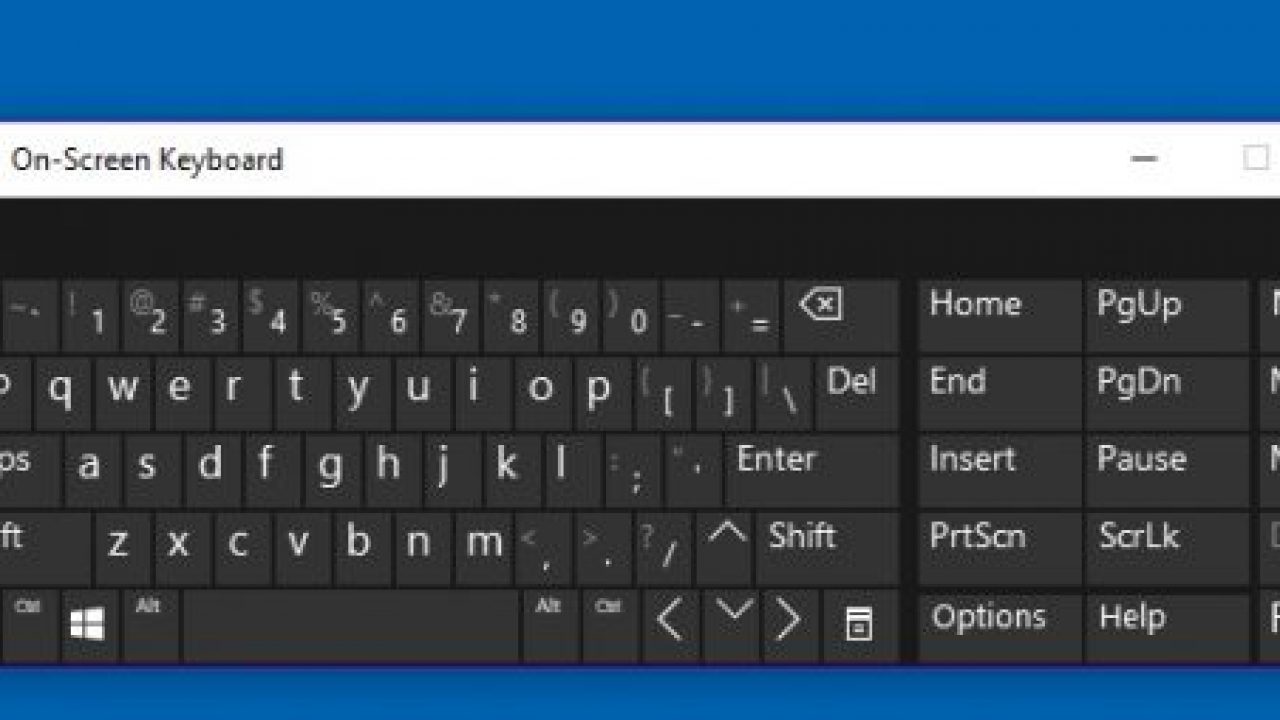 On-Screen Keyboard
~ ` ! 1 @ 2 # 3 $ 4 % 5 ^ 6 & 7 * 8 ( 9 ) 0 _ - + = Home PgUp
q w e r t y u i o p { [ } ] | \ Del End PgDn
ps a s d f g h j k l : ; " ' Enter Insert Pause
ft z x c v b n m < , > . ? / Shift PrtScn ScrLk
Ctrl Alt Alt Ctrl Options Help